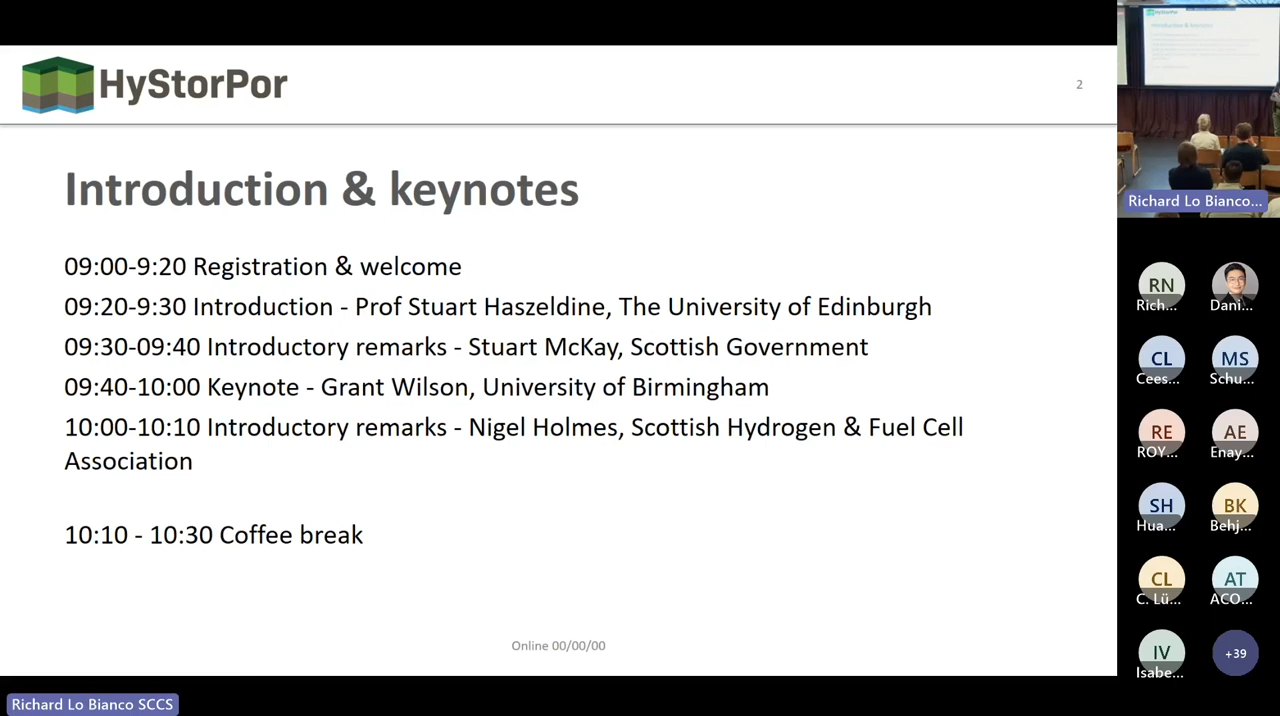 HyStorPor
2
Introduction & keynotes
09:00-9:20 Registration & welcome
09:20-9:30 Introduction - Prof Stuart Haszeldine, The University of Edinburgh
09:30-09:40 Introductory remarks - Stuart McKay, Scottish Government
09:40-10:00 Keynote - Grant Wilson, University of Birmingham
10:00-10:10 Introductory remarks - Nigel Holmes, Scottish Hydrogen & Fuel Cell
Association
10:10 - 10:30 Coffee break
Online 00/00/00
Richard Lo Bianco SCCS
Introduction & keynotes
Richard Lo Bianco...
RN
Rich...
Dani...
CL
Cees...
MS
Schu...
RE
ROY...
AE
Enay...
SH
Hua...
BK
Behj...
CL
C. Lü...
AT
ACO...
IV
Isabe...
+39